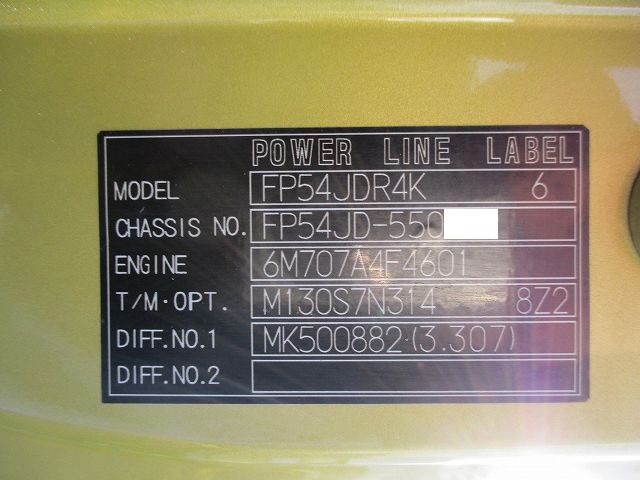 POWER LINE LABEL
MODEL FP54JDR4K 6
CHASSIS NO. FP54JD-550
ENGINE 6M707A4F4601
T/M·OPT. M130S7N314 8Z2
DIFF.NO.1 MK500882(3.307)
DIFF.NO.2